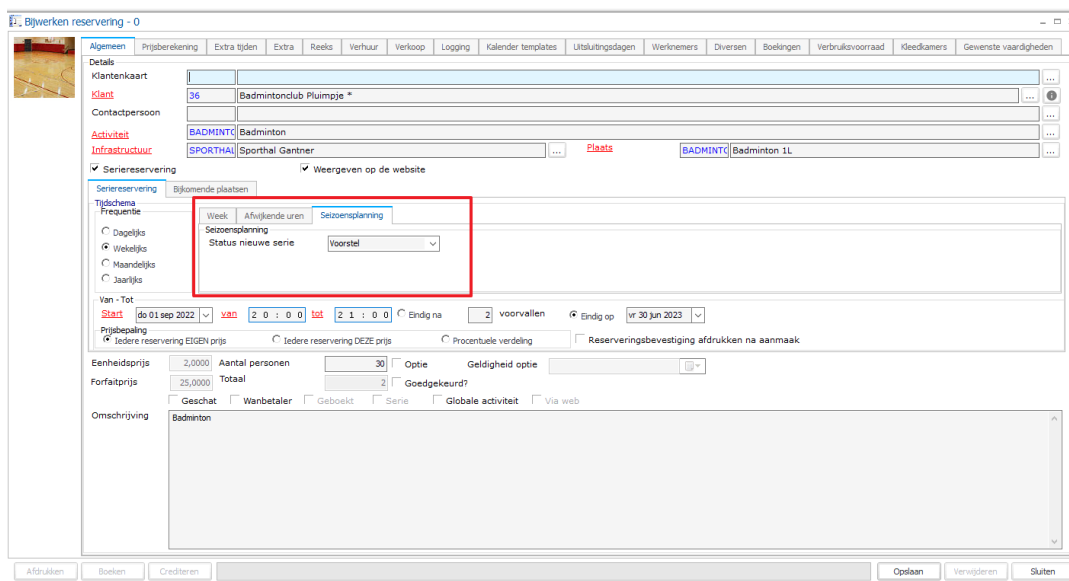 Bijwerken reservering - 0
Algemeen Prijsberekening Extra tijden Extra Reeks Verhuur Verkoop Logging Kalender templates Uitsluitingsdagen Werknemers Diversen Boekingen Verbruiksvoorraad Kleedkamers Gewenste vaardigheden
Details
Klantenkaart ...
Klant 36 Badmintonclub Pluimpje * ...
Contactpersoon ...
Activiteit BADMINTC Badminton ...
Infrastructuur SPORTHAL Sporthal Gantner ... Plaats BADMINTC Badminton 1L ...
Seriereservering Weergeven op de website
Seriereservering Bijkomende plaatsen
Tijdschema
Frequentie
Dagelijks
Wekelijks
Maandelijks
Jaarlijks
Week Afwijkende uren Seizoensplanning
Seizoensplanning
Status nieuwe serie Voorstel
Van - Tot
Start do 01 sep 2022 van 20 : 00 tot 21 : 00 Eindig na 2 voorvallen Eindig op vr 30 jun 2023
Prijsbepaling
Iedere reservering EIGEN prijs Iedere reservering DEZE prijs Procentuele verdeling Reserveringsbevestiging afdrukken na aanmaak
Eenheidsprijs 2,0000 Aantal personen 30 Optie Geldigheid optie
Forfaitprijs 25,0000 Totaal 2 Goedgekeurd?
Geschat Wanbetaler Geboekt Serie Globale activiteit Via web
Omschrijving Badminton
Afdrukken Boeken Crediteren Opslaan Verwijderen Sluiten